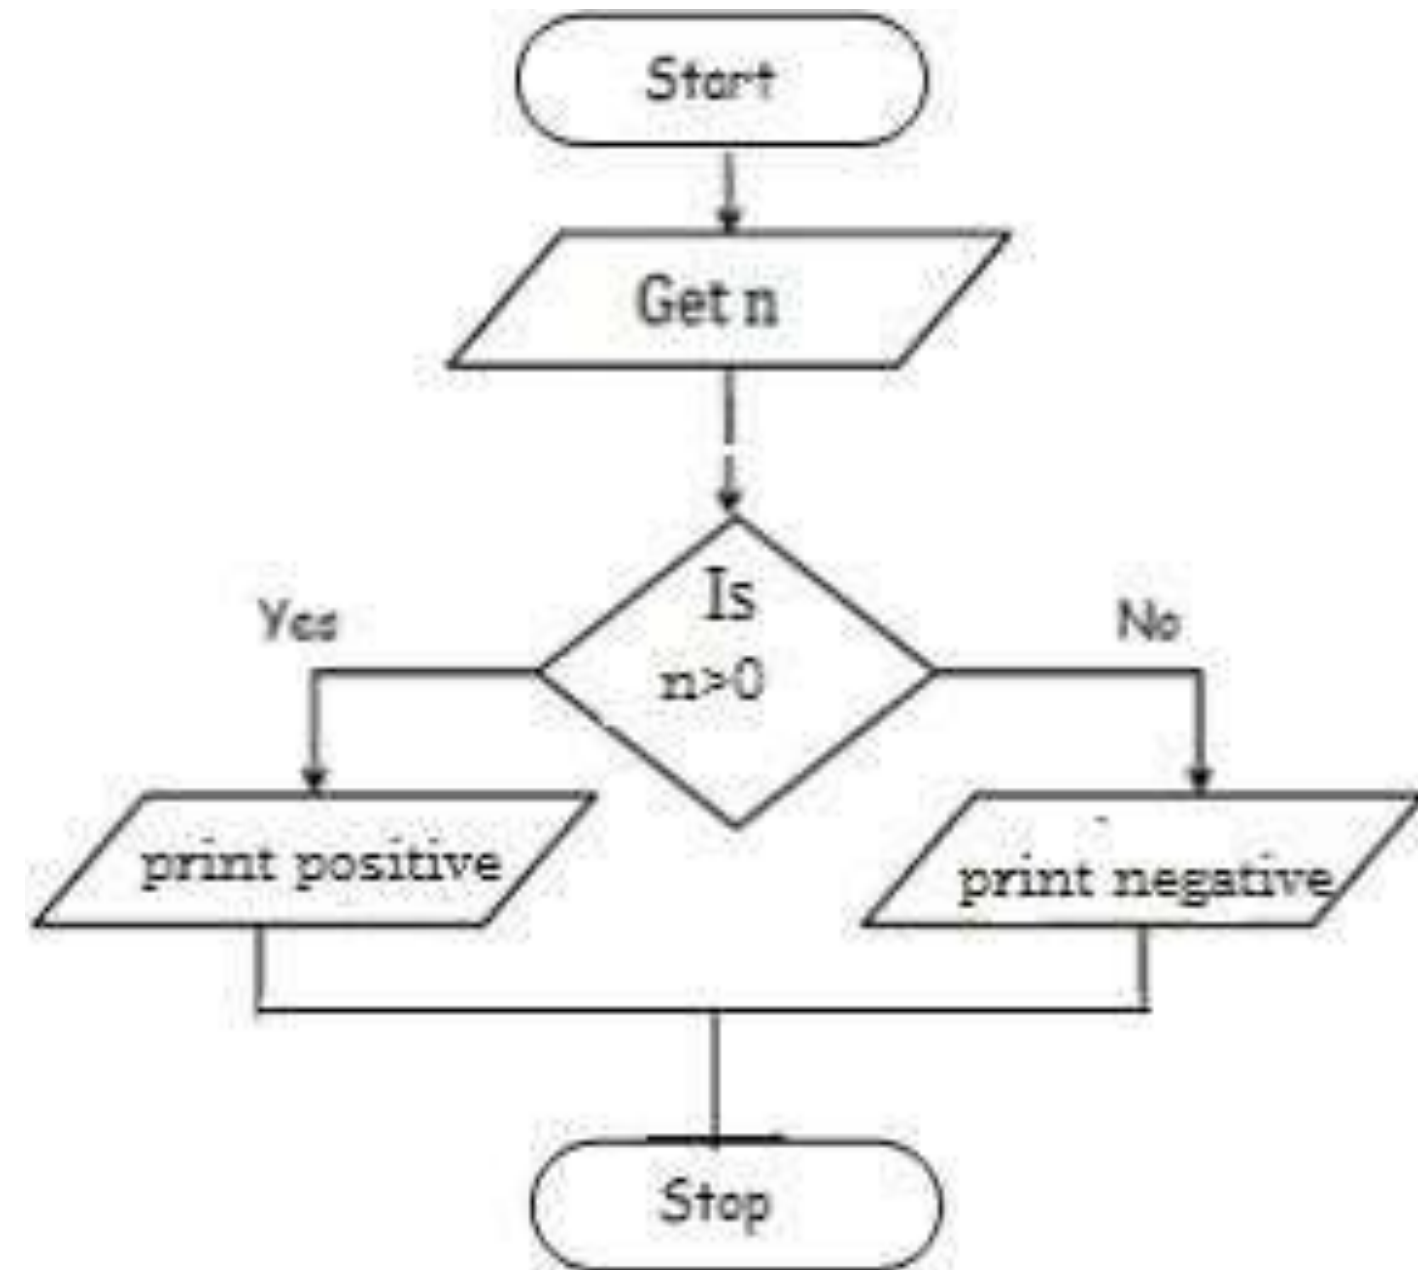 Start
Get n
Is
n>0
Yes
No
print positive
print negative
Stop